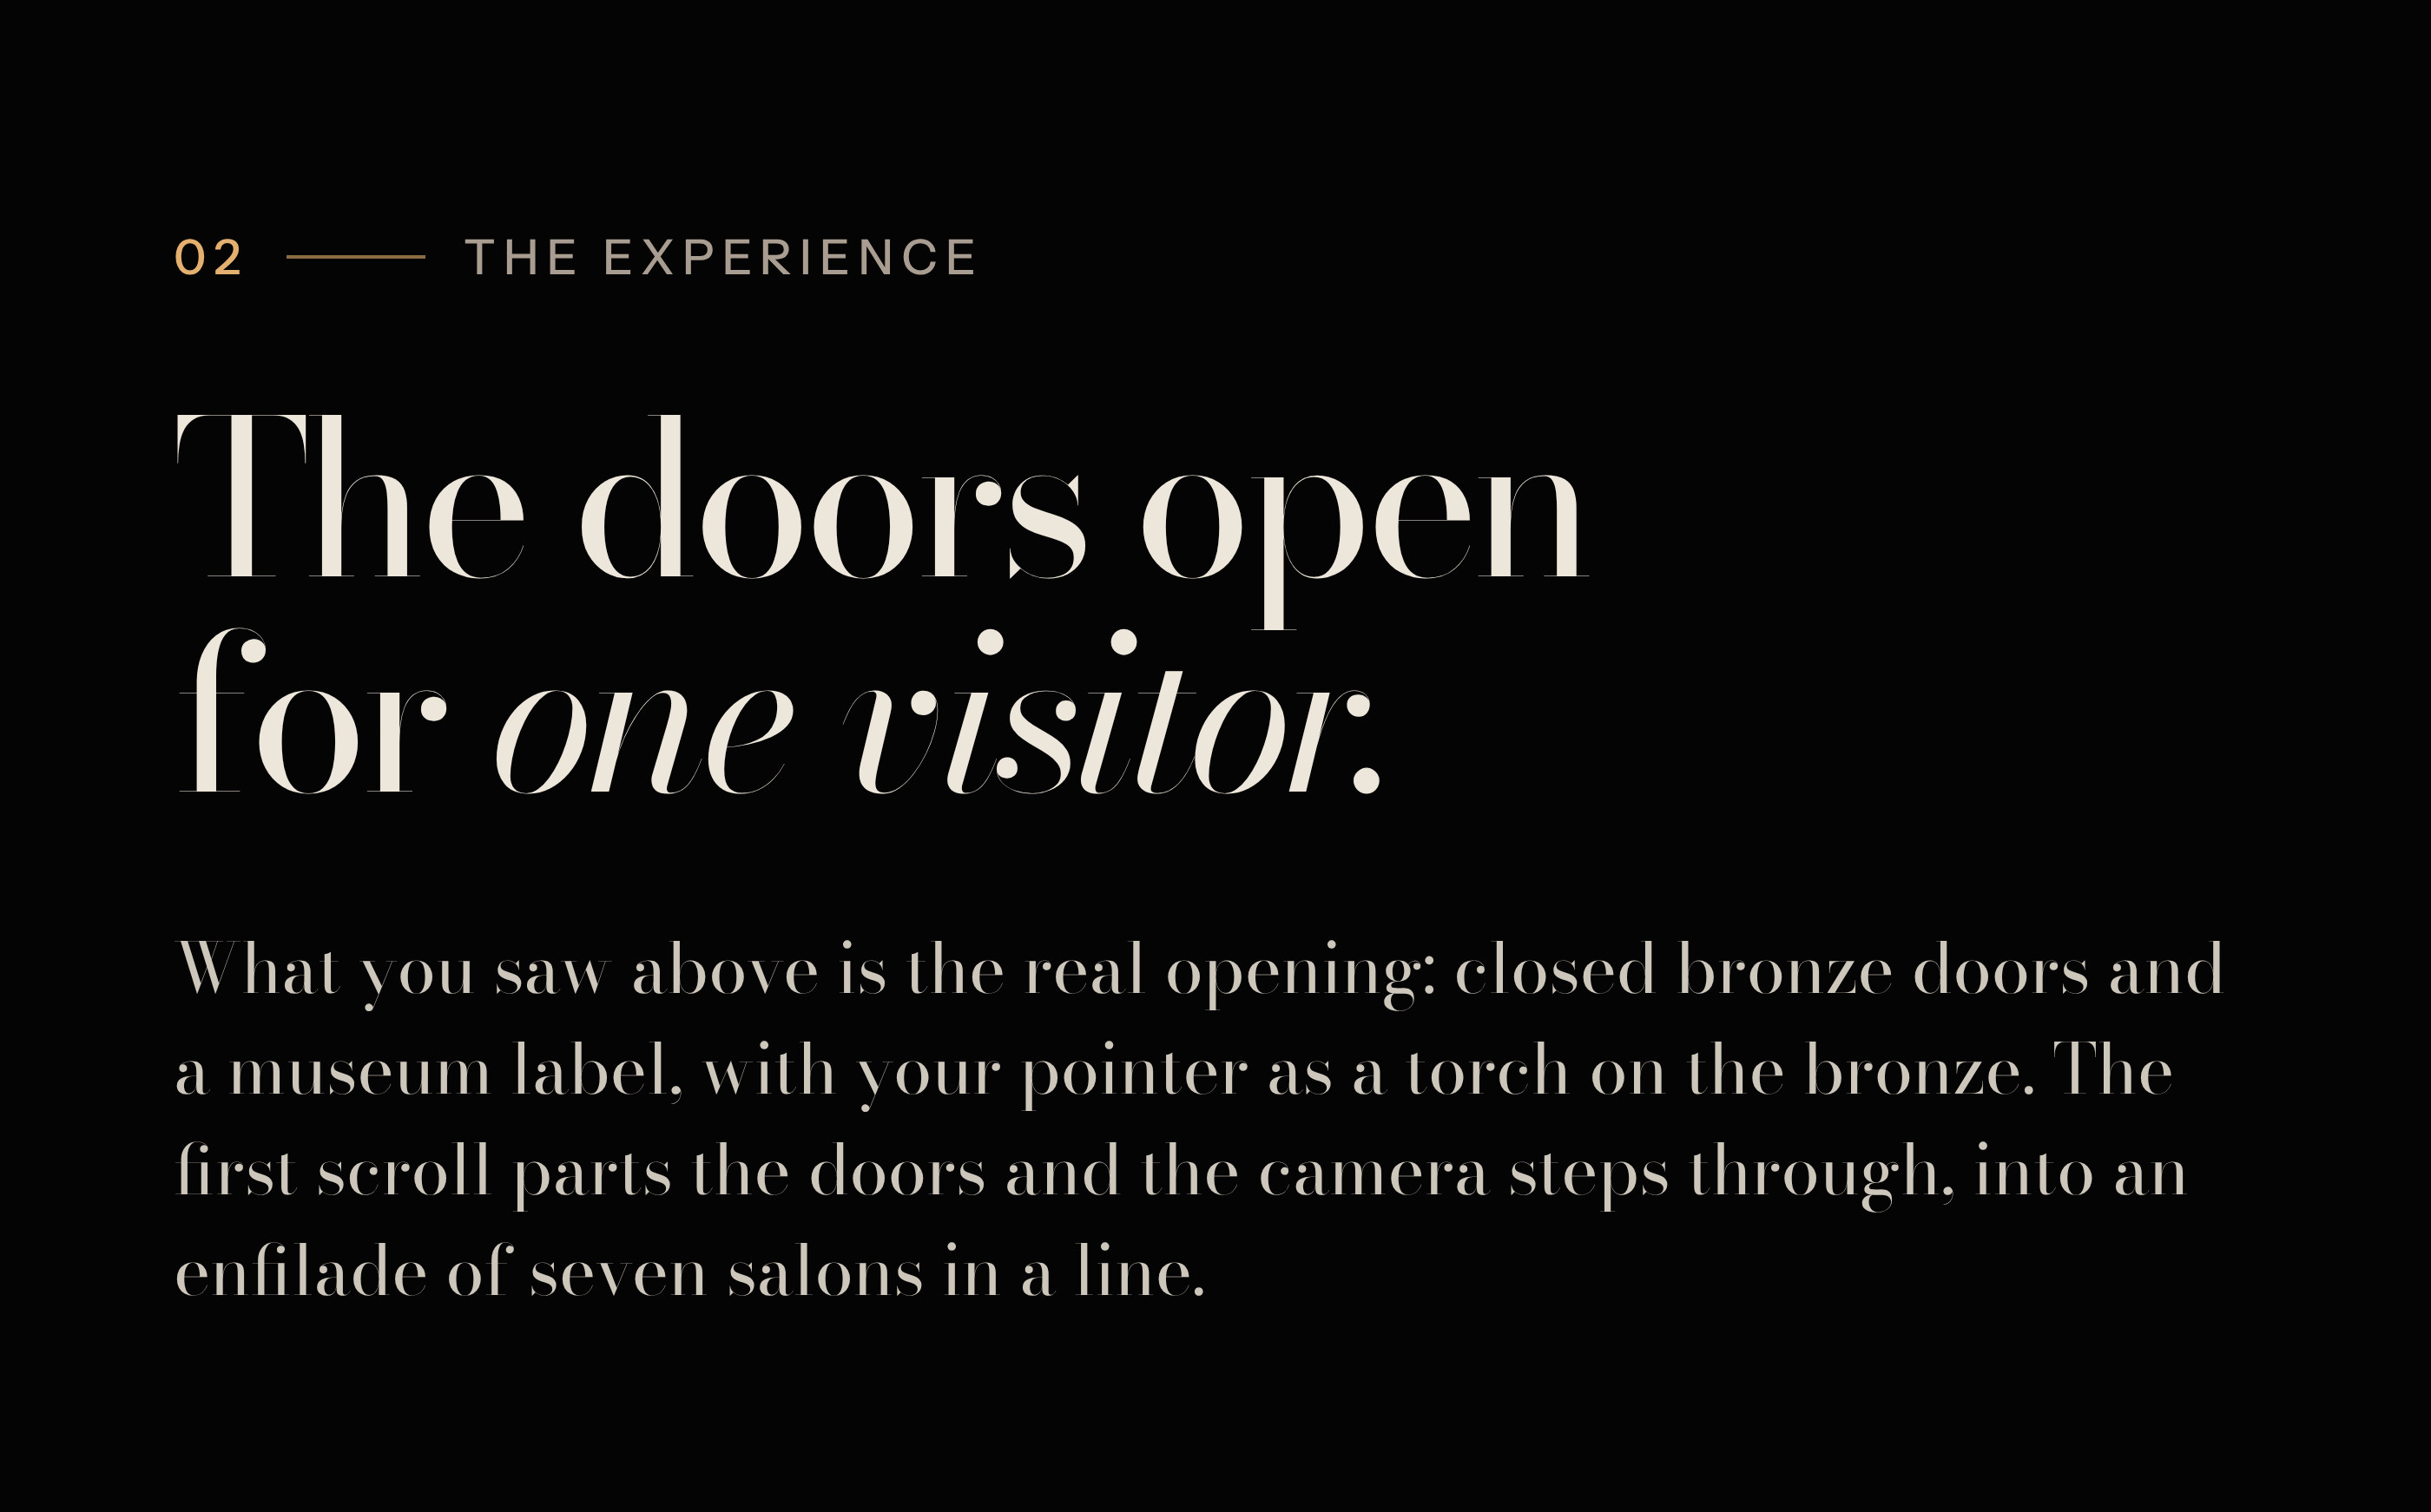 02 THE EXPERIENCE
The doors open
for one visitor.
What you saw above is the real opening: closed bronze doors and
a museum label, with your pointer as a torch on the bronze. The
first scroll parts the doors and the camera steps through, into an
enfilade of seven salons in a line.